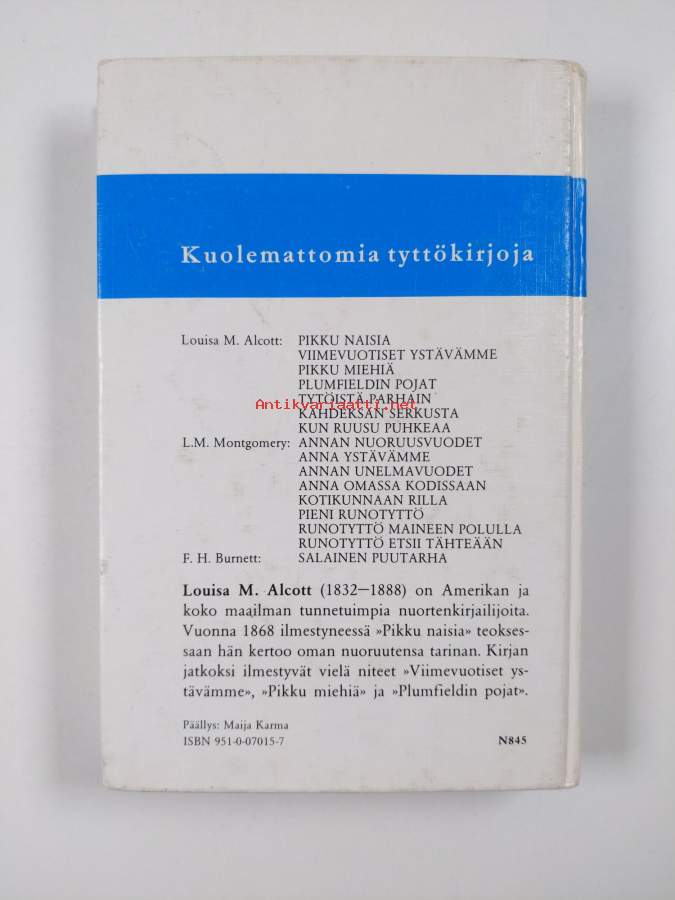 Kuolemattomia tyttökirjoja
Louisa M. Alcott: PIKKU NAISIA
VIIMEVUOTISET YSTÄVÄMME
PIKKU MIEHIÄ
PLUMFIELDIN POJAT
TYTÖISTÄ PARHAIN
Antikvariaatti.net
KAHDEKSAN SERKUSTA
KUN RUUSU PUHKEAA
L.M. Montgomery: ANNAN NUORUUSVUODET
ANNA YSTÄVÄMME
ANNAN UNELMAVUODET
ANNA OMASSA KODISSAAN
KOTIKUNNAAN RILLA
PIENI RUNOTYTTÖ
RUNOTYTTÖ MAINEEN POLULLA
RUNOTYTTÖ ETSII TÄHTEÄÄN
F. H. Burnett: SALAINEN PUUTARHA
Louisa M. Alcott (1832—1888) on Amerikan ja
koko maailman tunnetuimpia nuortenkirjailijoita.
Vuonna 1868 ilmestyneessä »Pikku naisia» teokses-
saan hän kertoo oman nuoruutensa tarinan. Kirjan
jatkoksi ilmestyvät vielä niteet »Viimevuotiset ys-
tävämme», »Pikku miehiä» ja »Plumfieldin pojat».
Päällys: Maija Karma
ISBN 951-0-07015-7 N845